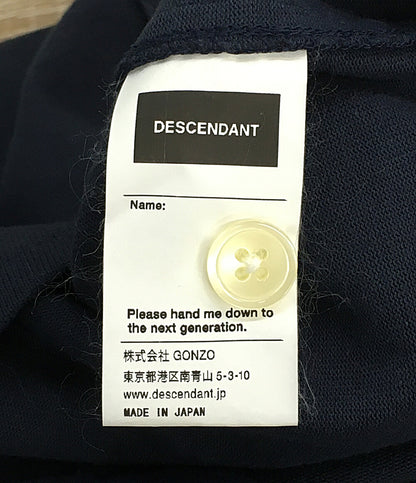 DESCENDANT
Name:
Please hand me down to
the next generation.
株式会社 GONZO
東京都港区南青山 5-3-10
www.descendant.jp
MADE IN JAPAN